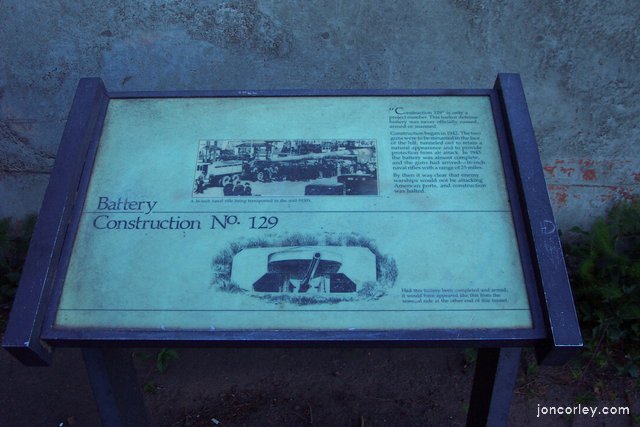 "Construction 129" is only a
project number. This harbor defense
battery was never officially named,
armed or manned.
Construction began in 1942. The two
guns were to be mounted in the face
of the hill, tunneled out to retain a
natural appearance and to provide
protection from air attack. In 1943,
the battery was almost complete,
and the guns had arrived—16-inch
naval rifles with a range of 25 miles.
By then it was clear that enemy
warships would not be attacking
American ports, and construction
was halted.
A 16-inch naval rifle being transported in the mid-1930's.
Battery
Construction No. 129
Had this battery been completed and armed,
it would have appeared like this from the
seaward side at the other end of this tunnel.
joncorley.com